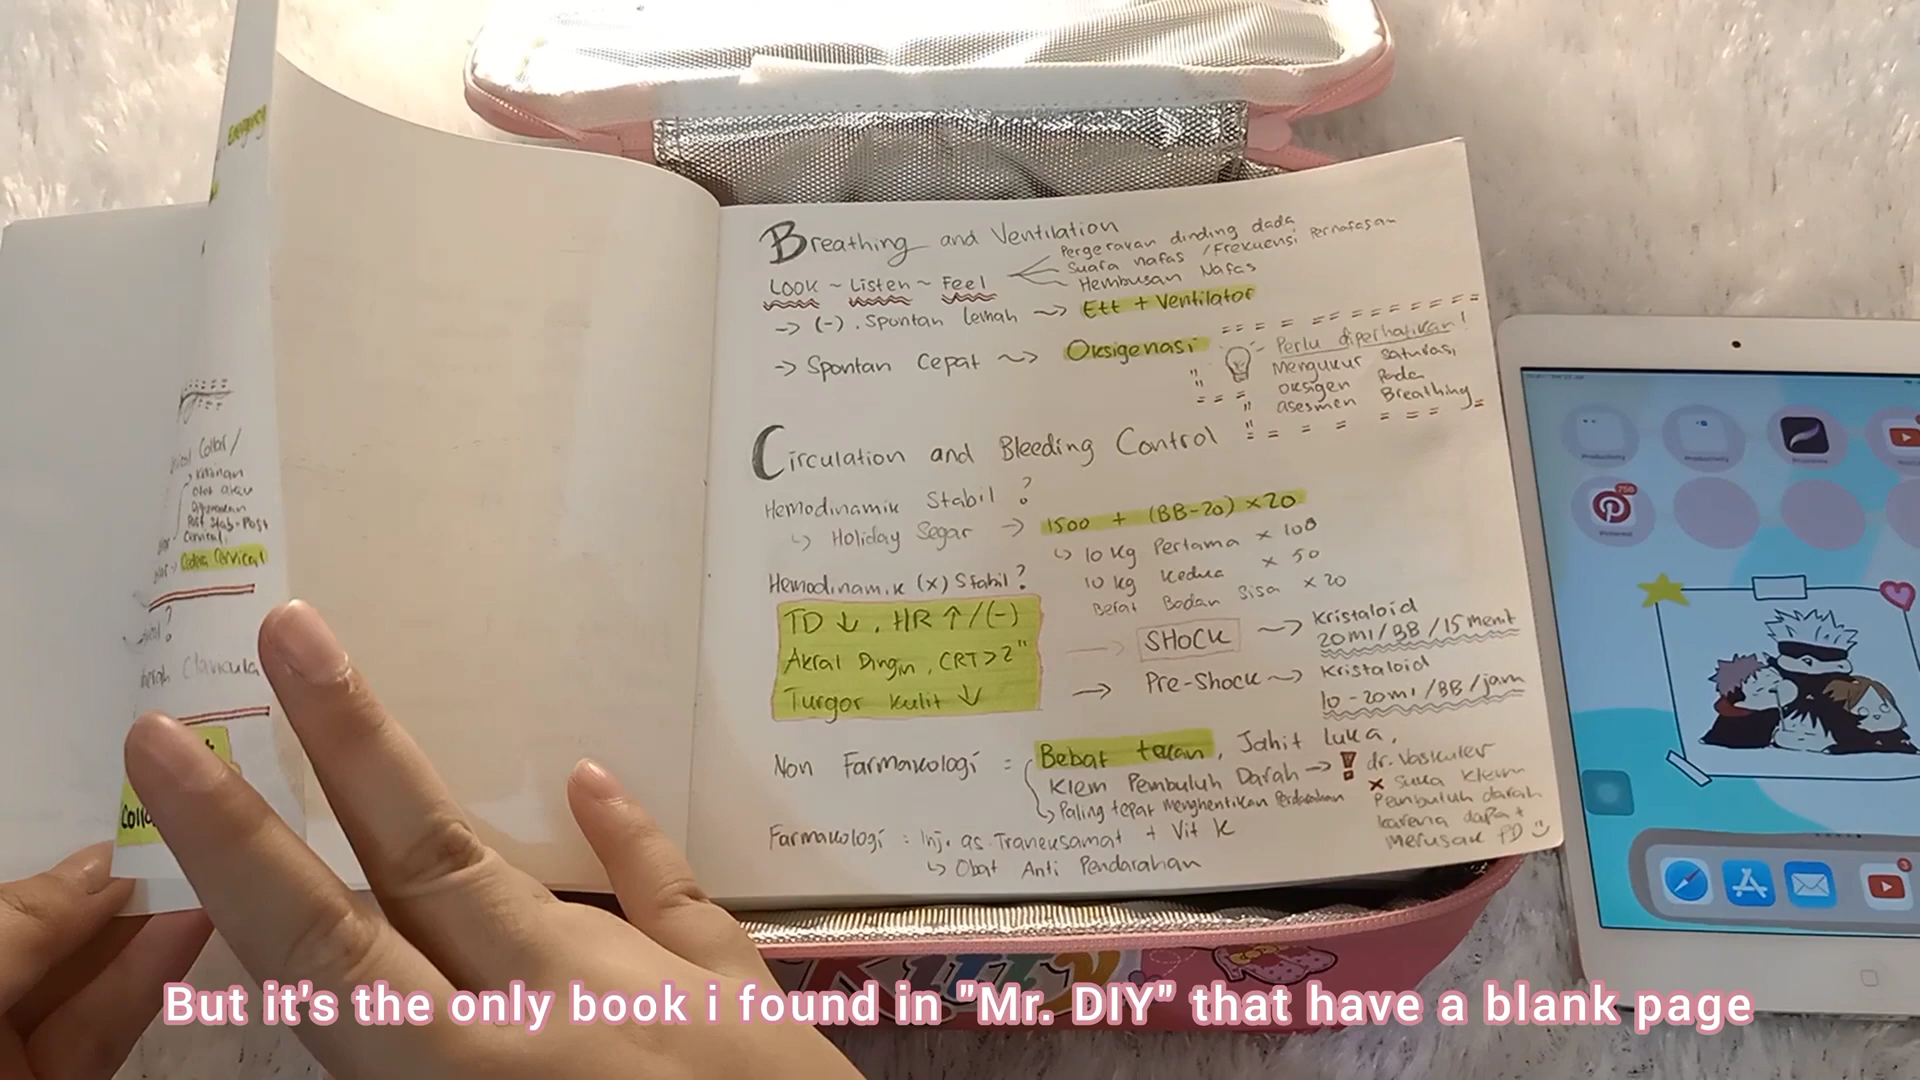 Emergency
Collar/
Cedera Cervical
Clavicula
Breathing and Ventilation
Look ~ Listen ~ Feel
Pergerakan dinding dada
Suara nafas / Frekuensi Pernafasan
Hembusan Nafas
-> (-) . Spontan lemah ~> Ett + Ventilator
-> Spontan Cepat ~> Oksigenasi
Perlu diperhatikan!
Mengukur saturasi
oksigen pada
asesmen Breathing
Circulation and Bleeding Control
Hemodinamik Stabil ?
↳ Holiday Segar -> 1500 + (BB-20) x 20
↳ 10 kg Pertama x 100
10 kg kedua x 50
Berat Badan Sisa x 20
Hemodinamik (x) Stabil ?
TD ↓ , HR ↑ / (-)
Akral Dingin , CRT > 2"
Turgor kulit ↓
SHOCK ~> Kristaloid
20ml / BB / 15 menit
-> Pre-Shock ~> Kristaloid
10-20ml / BB / jam
Non Farmakologi = Bebat tekan , Jahit luka ,
Klem Pembuluh Darah -> ! dr. Vaskuler
↳ Paling tepat Menghentikan Perdarahan
x suka klem
Pembuluh darah
karena dapat
merusak PD
Farmakologi = Inj. as. Traneksamat + Vit K
↳ Obat Anti Pendarahan
But it's the only book i found in "Mr. DIY" that have a blank page